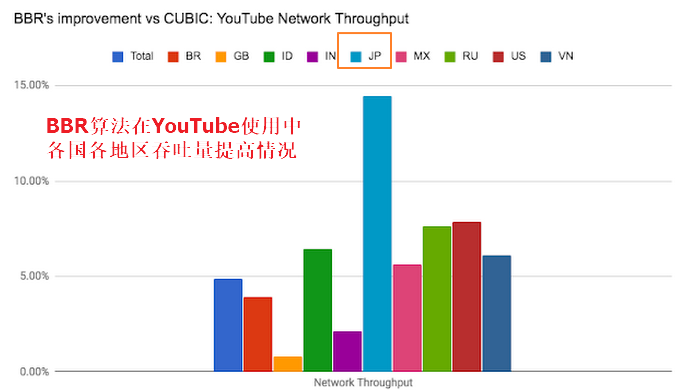 BBR's improvement vs CUBIC: YouTube Network Throughput
Total BR GB ID IN JP MX RU US VN
15.00%
BBR算法在YouTube使用中
各国各地区吞吐量提高情况
10.00%
5.00%
0.00%
Network Throughput